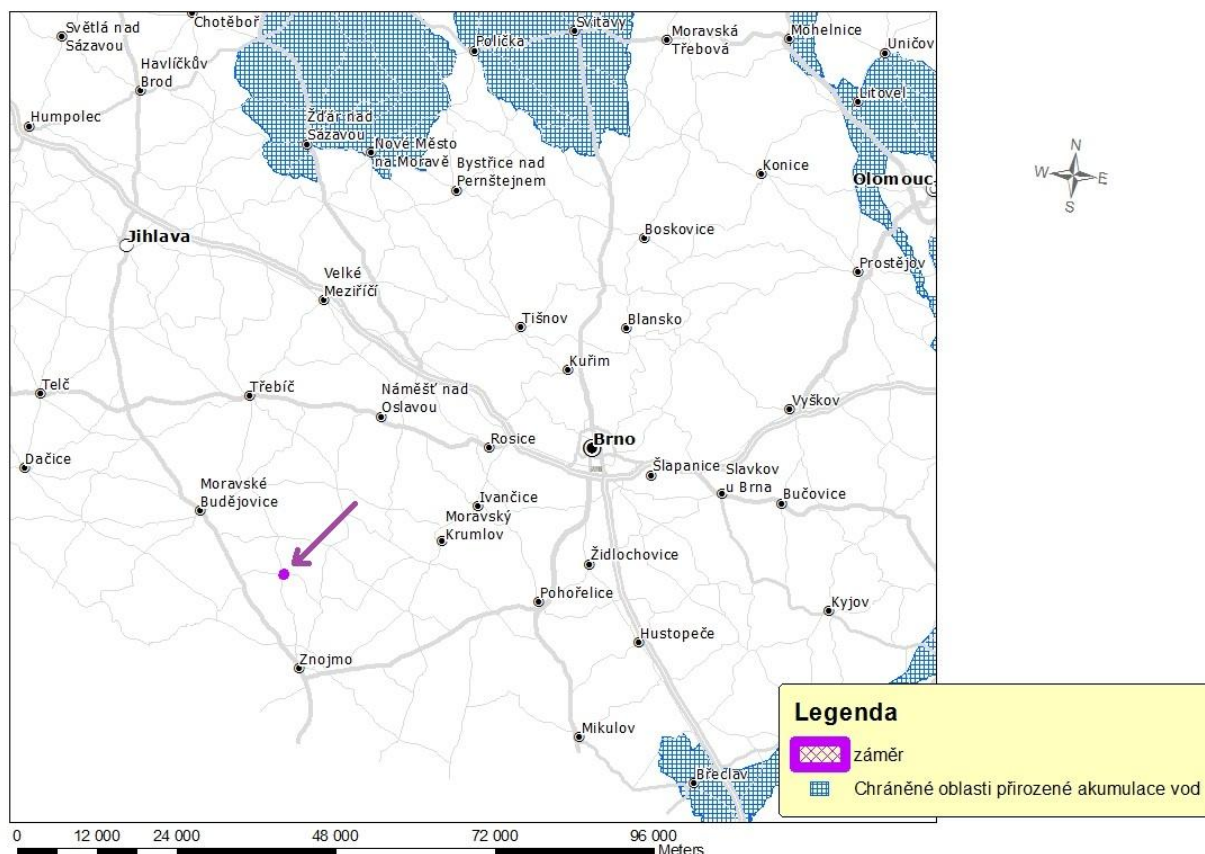 Světlá nad
Sázavou
Chotěboř
Svitavy
Moravská
Třebová
Mohelnice
Uničov
Polička
Havlíčkův
Brod
Litovel
Humpolec
Žďár nad
Sázavou
Nové Město
na Moravě
Bystřice nad
Pernštejnem
Konice
Olomouc
N
W
E
S
Jihlava
Boskovice
Prostějov
Velké
Meziříčí
Tišnov
Blansko
Kuřim
Telč
Třebíč
Náměšť nad
Oslavou
Vyškov
Rosice
Brno
Dačice
Šlapanice
Slavkov
u Brna
Bučovice
Moravské
Budějovice
Ivančice
Moravský
Krumlov
Židlochovice
Pohořelice
Kyjov
Hustopeče
Znojmo
Mikulov
Břeclav
Legenda
záměr
Chráněné oblasti přirozené akumulace vod
0 12 000 24 000 48 000 72 000 96 000
Meters